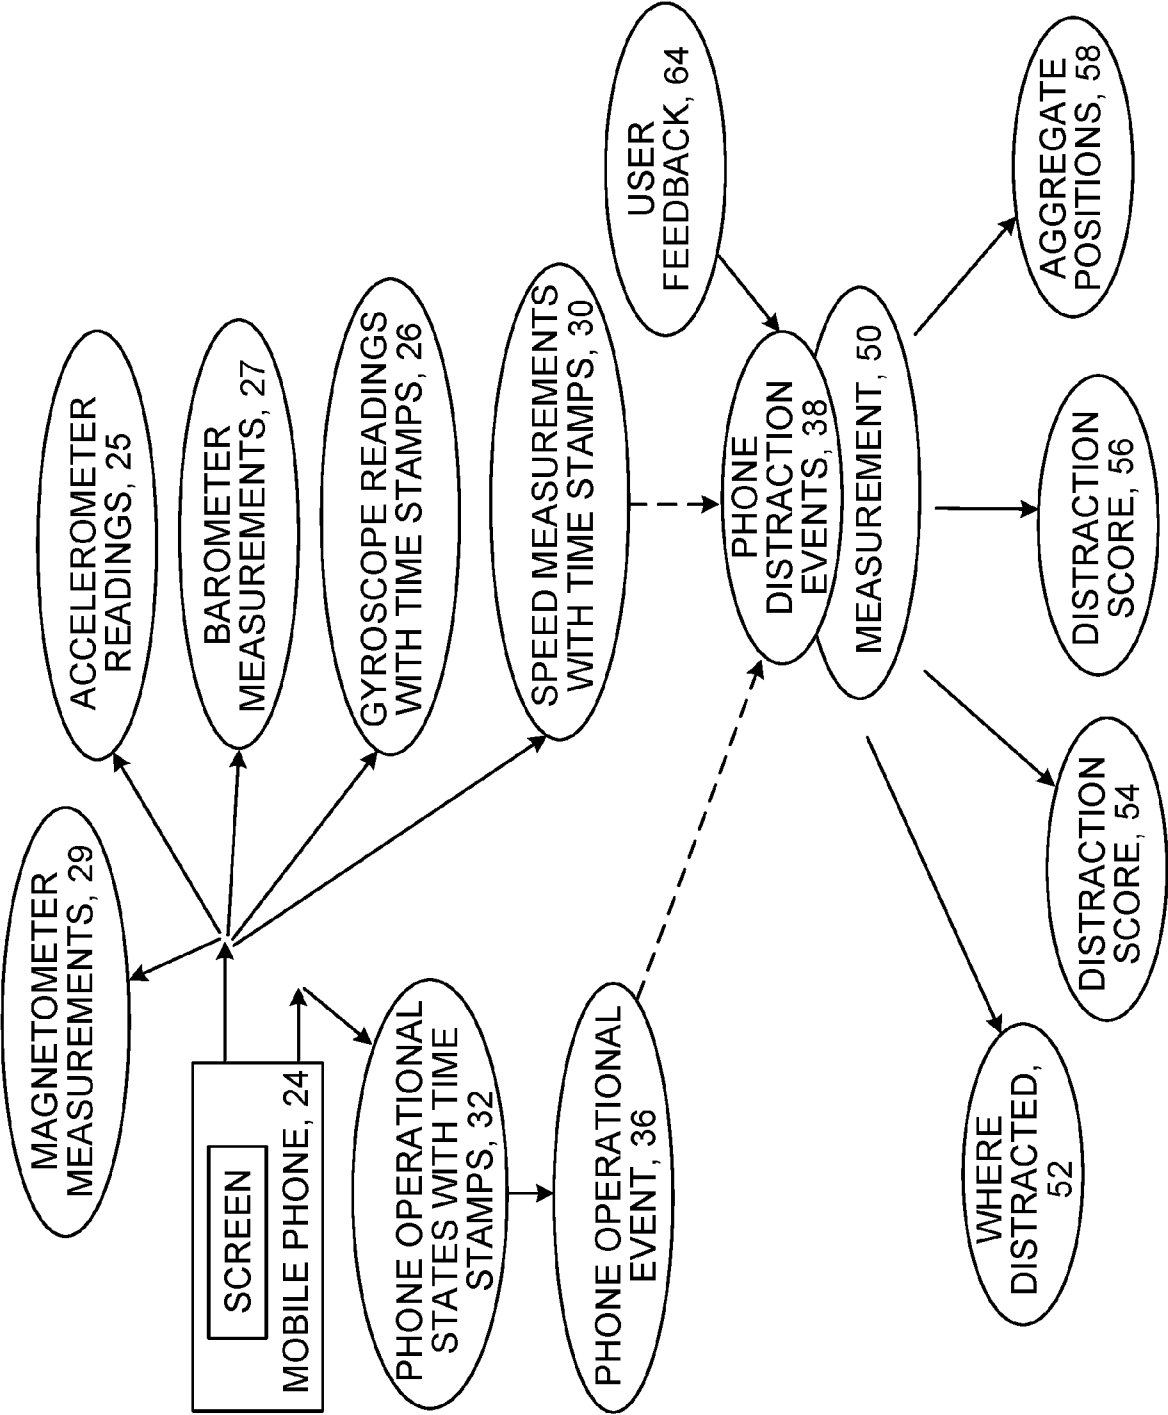 MAGNETOMETER
MEASUREMENTS, 29
ACCELEROMETER
READINGS, 25
BAROMETER
MEASUREMENTS, 27
GYROSCOPE READINGS
WITH TIME STAMPS, 26
SPEED MEASUREMENTS
WITH TIME STAMPS, 30
SCREEN
MOBILE PHONE, 24
PHONE OPERATIONAL
STATES WITH TIME
STAMPS, 32
PHONE OPERATIONAL
EVENT, 36
USER
FEEDBACK, 64
PHONE
DISTRACTION
EVENTS, 38
MEASUREMENT, 50
WHERE
DISTRACTED,
52
DISTRACTION
SCORE, 54
DISTRACTION
SCORE, 56
AGGREGATE
POSITIONS, 58